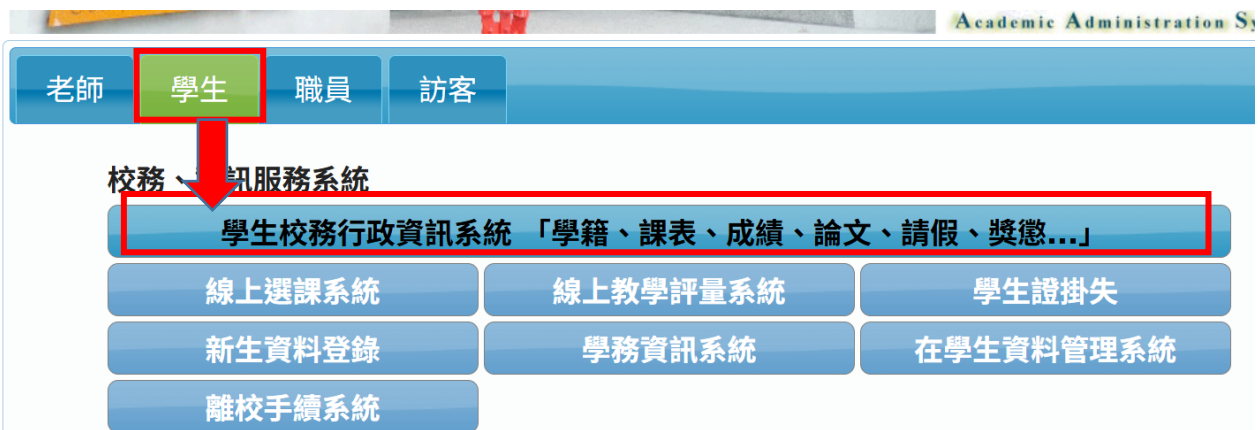 Academic Administration Sy
老師 學生 職員 訪客
校務、 訊服務系統
學生校務行政資訊系統 「學籍、課表、成績、論文、請假、獎懲...」
線上選課系統 線上教學評量系統 學生證掛失
新生資料登錄 學務資訊系統 在學生資料管理系統
離校手續系統